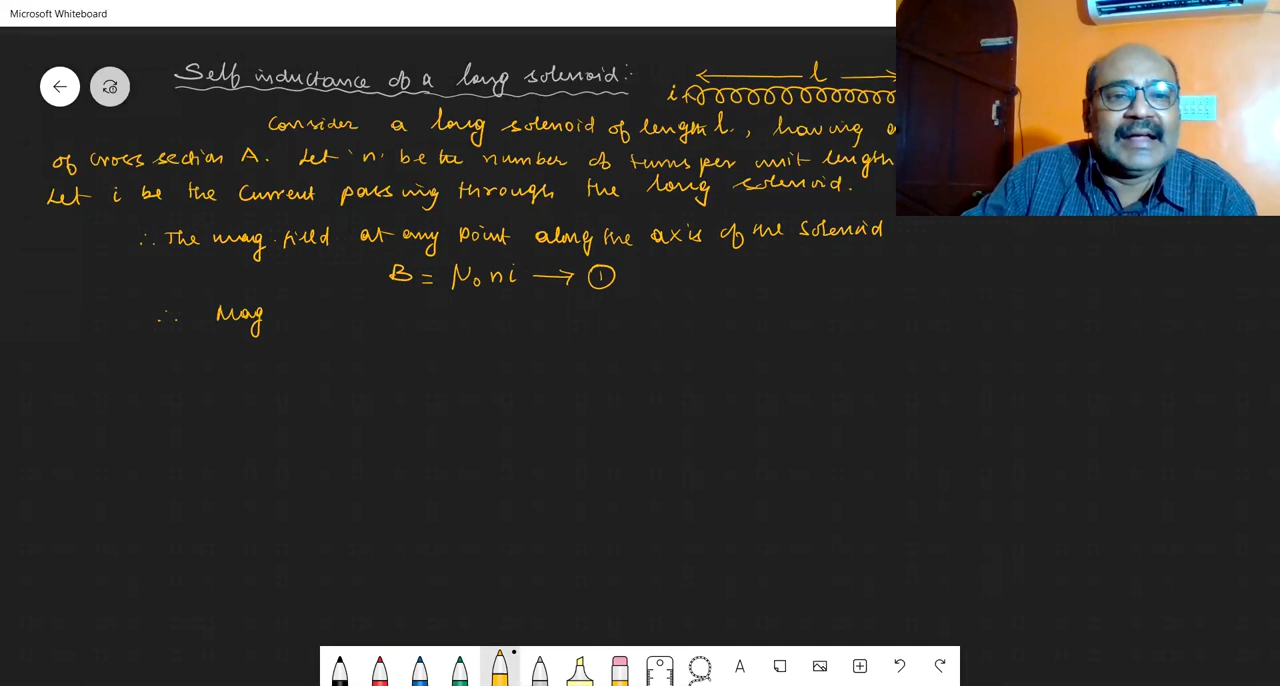 Microsoft Whiteboard
Self inductance of a long solenoid:-
l
i
Consider a long solenoid of length l., having
of cross section A. Let 'n' be the number of turns per unit length
Let i be the Current passing through the long solenoid.
∴ The mag. field at any point along the axis of the solenoid
B = μ₀ni → ①
∴ Mag
A